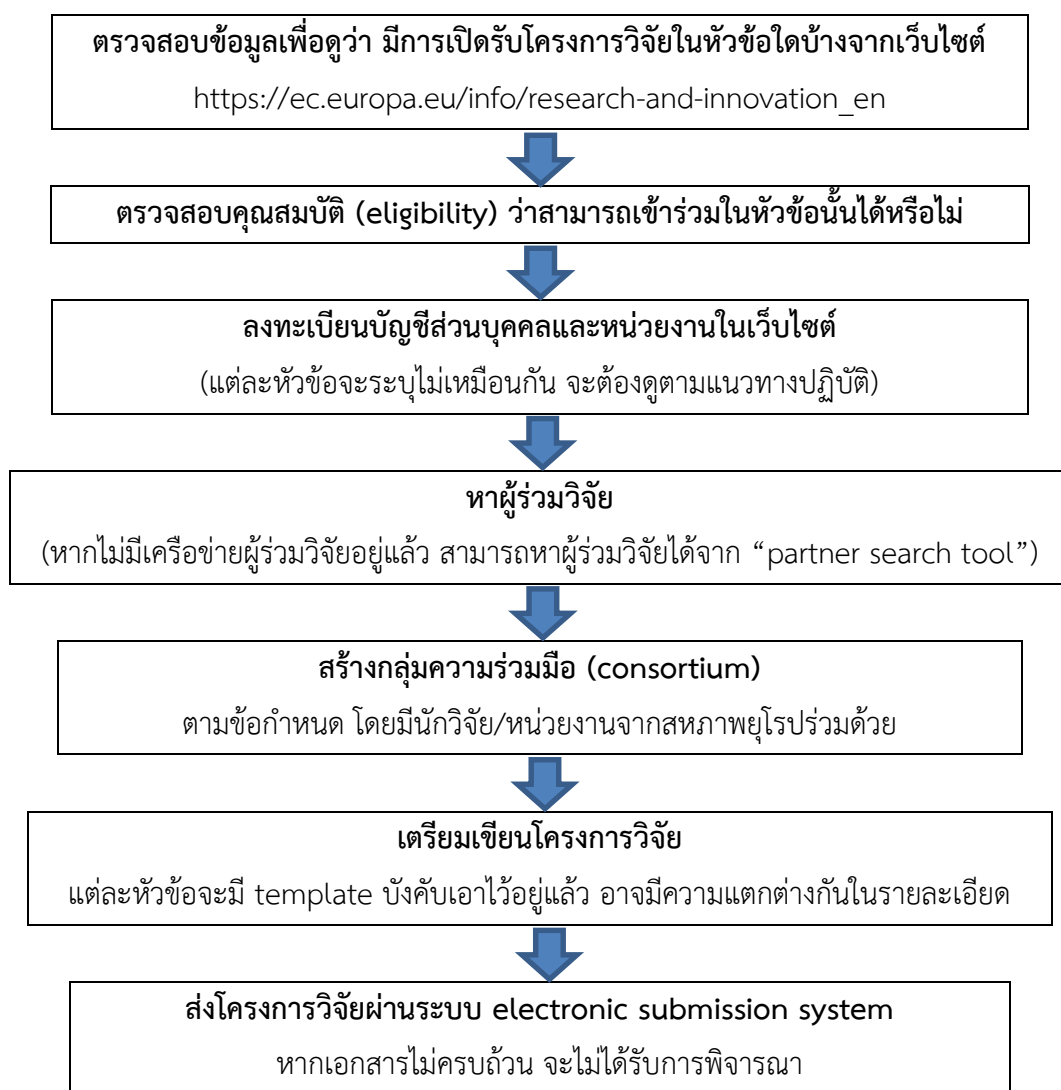 ตรวจสอบข้อมูลเพื่อดูว่า มีการเปิดรับโครงการวิจัยในหัวข้อใดบ้างจากเว็บไซต์
https://ec.europa.eu/info/research-and-innovation_en
ตรวจสอบคุณสมบัติ (eligibility) ว่าสามารถเข้าร่วมในหัวข้อนั้นได้หรือไม่
ลงทะเบียนบัญชีส่วนบุคคลและหน่วยงานในเว็บไซต์
(แต่ละหัวข้อจะระบุไม่เหมือนกัน จะต้องดูตามแนวทางปฏิบัติ)
หาผู้ร่วมวิจัย
(หากไม่มีเครือข่ายผู้ร่วมวิจัยอยู่แล้ว สามารถหาผู้ร่วมวิจัยได้จาก “partner search tool”)
สร้างกลุ่มความร่วมมือ (consortium)
ตามข้อกำหนด โดยมีนักวิจัย/หน่วยงานจากสหภาพยุโรปร่วมด้วย
เตรียมเขียนโครงการวิจัย
แต่ละหัวข้อจะมี template บังคับเอาไว้อยู่แล้ว อาจมีความแตกต่างกันในรายละเอียด
ส่งโครงการวิจัยผ่านระบบ electronic submission system
หากเอกสารไม่ครบถ้วน จะไม่ได้รับการพิจารณา